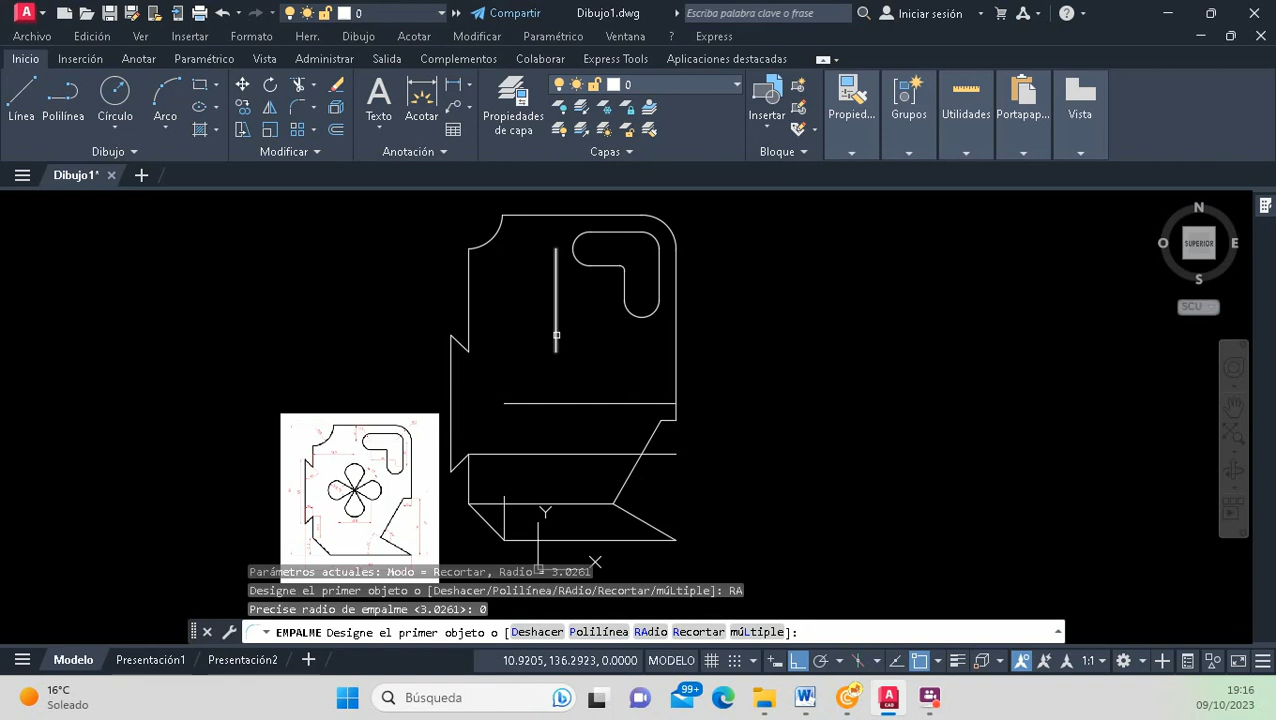 0
Compartir
Dibujo1.dwg
Escriba palabra clave o frase
Iniciar sesión
Archivo Edición Ver Insertar Formato Herr. Dibujo Acotar Modificar Paramétrico Ventana ? Express
Inicio Inserción Anotar Paramétrico Vista Administrar Salida Complementos Colaborar Express Tools Aplicaciones destacadas
0
Línea Polilínea Círculo Arco
Texto Acotar
Propiedades de capa
Insertar
Propied... Grupos Utilidades Portapap... Vista
Dibujo Modificar Anotación Capas Bloque
Dibujo1*
N
O SUPERIOR E
S
SCU
Y
X
Parámetros actuales: Modo = Recortar, Radio = 3.0261
Designe el primer objeto o [Deshacer/Polilínea/RAdio/Recortar/múLtiple]: RA
Precise radio de empalme <3.0261>: 0
EMPALME Designe el primer objeto o [Deshacer Polilínea RAdio Recortar múLtiple]:
Modelo Presentación1 Presentación2
10.9205, 136.2923, 0.0000 MODELO
1:1
16°C
Soleado
Búsqueda
99+
CAD
19:16
09/10/2023